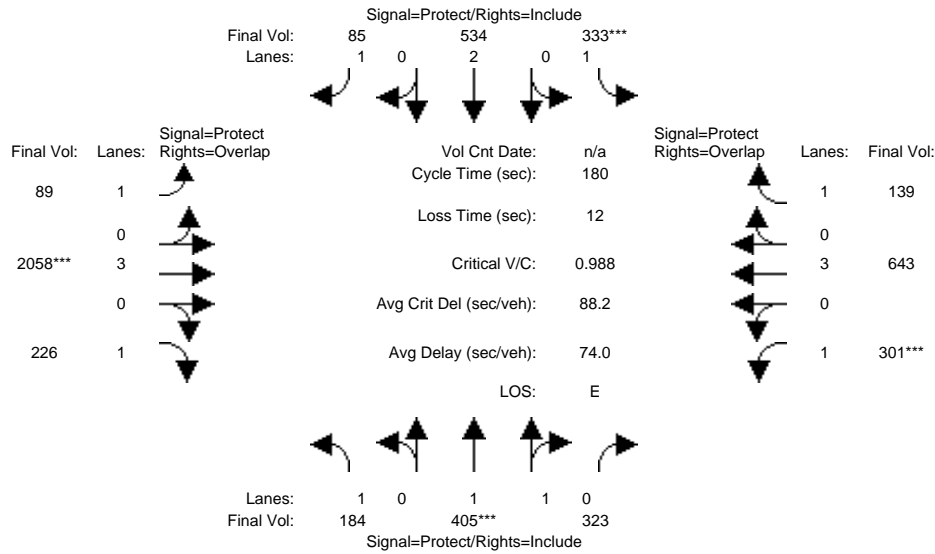 Signal=Protect/Rights=Include
Final Vol: 85 534 333***
Lanes: 1 0 2 0 1
Signal=Protect
Final Vol: Lanes: Rights=Overlap
Vol Cnt Date: n/a
Signal=Protect
Rights=Overlap Lanes: Final Vol:
Cycle Time (sec): 180
89 1
1 139
Loss Time (sec): 12
0
0
2058*** 3
Critical V/C: 0.988
3 643
0
Avg Crit Del (sec/veh): 88.2
0
226 1
Avg Delay (sec/veh): 74.0
1 301***
LOS: E
Lanes: 1 0 1 1 0
Final Vol: 184 405*** 323
Signal=Protect/Rights=Include